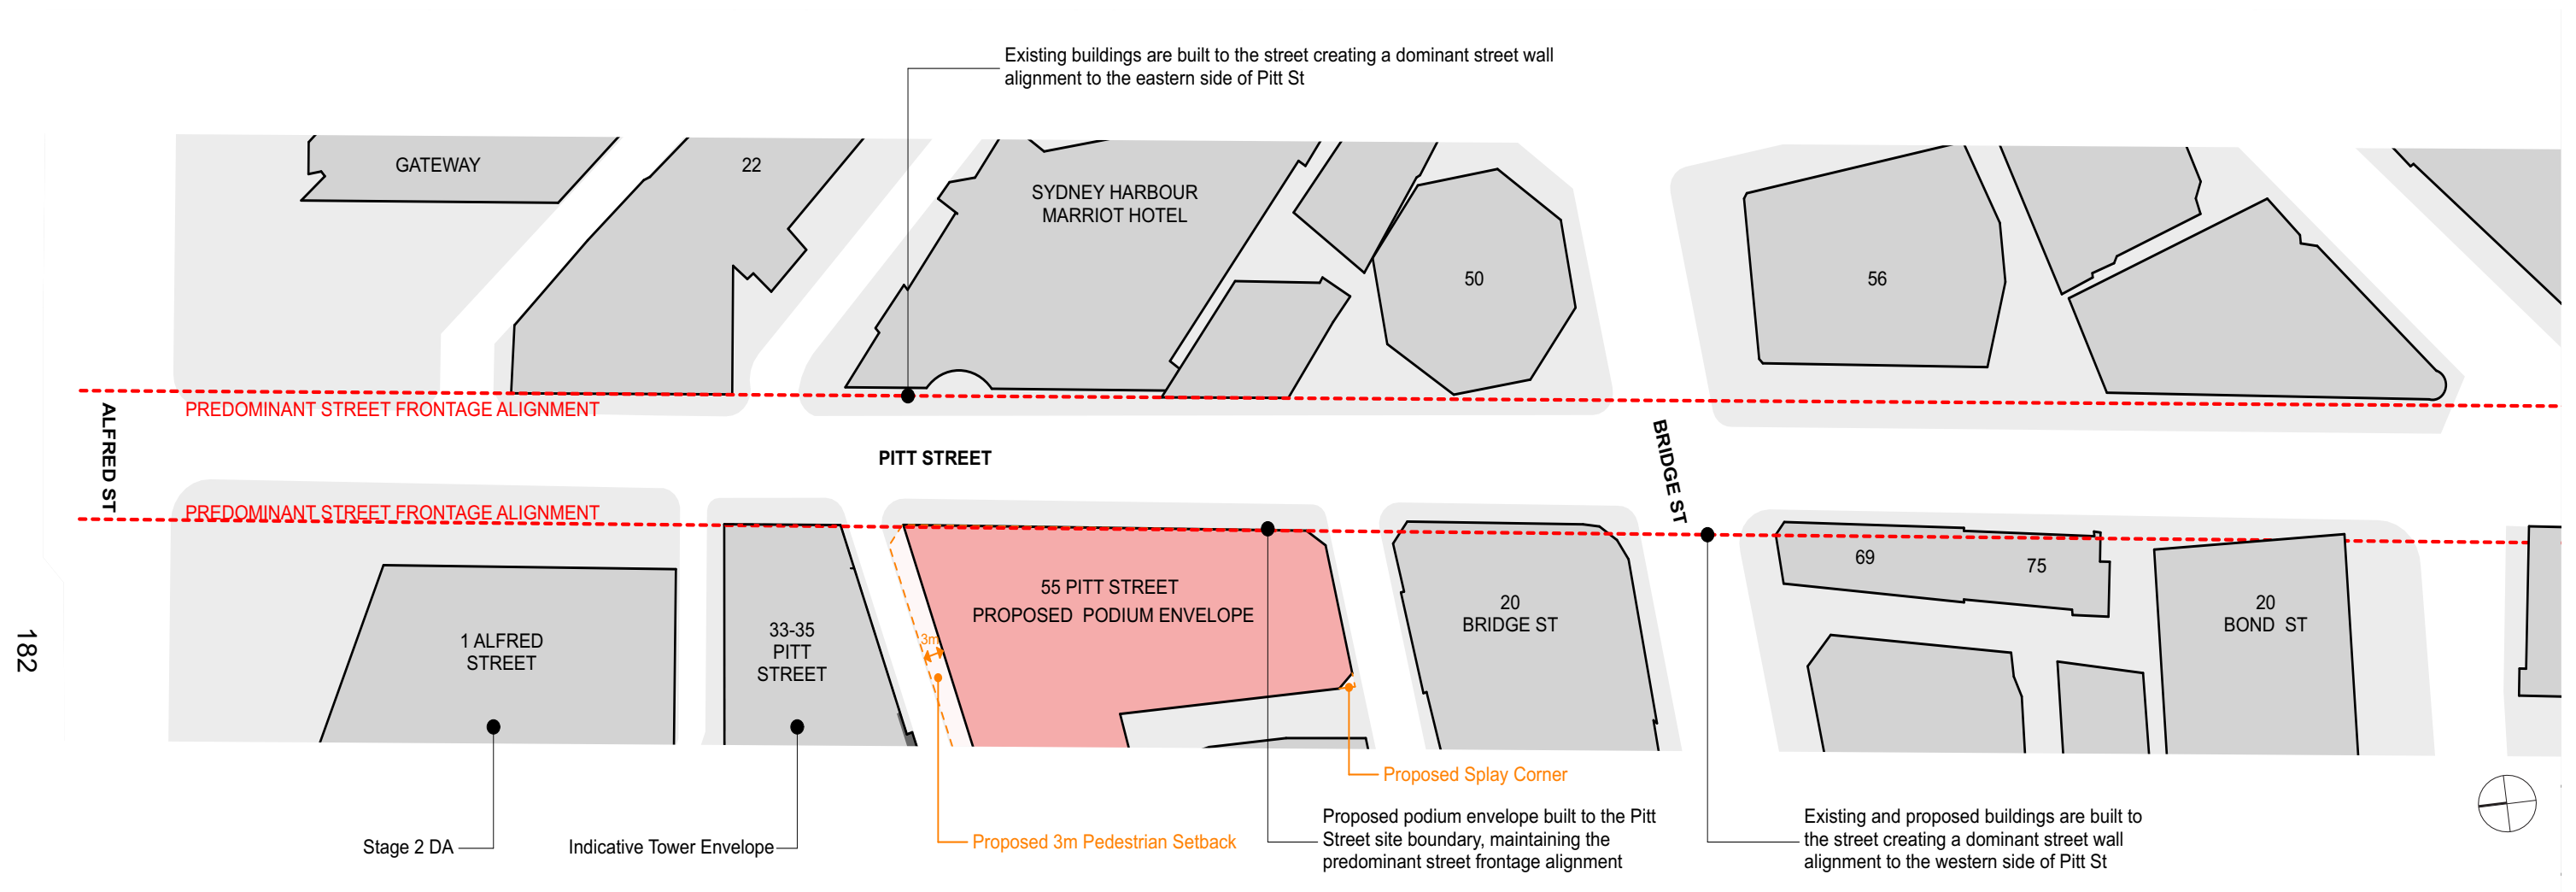 Existing buildings are built to the street creating a dominant street wall
alignment to the eastern side of Pitt St
GATEWAY
22
SYDNEY HARBOUR
MARRIOT HOTEL
50
56
PREDOMINANT STREET FRONTAGE ALIGNMENT
ALFRED ST
PITT STREET
BRIDGE ST
PREDOMINANT STREET FRONTAGE ALIGNMENT
1 ALFRED
STREET
33-35
PITT
STREET
3m
55 PITT STREET
PROPOSED PODIUM ENVELOPE
20
BRIDGE ST
69
75
20
BOND ST
182
Proposed Splay Corner
Stage 2 DA
Indicative Tower Envelope
Proposed 3m Pedestrian Setback
Proposed podium envelope built to the Pitt
Street site boundary, maintaining the
predominant street frontage alignment
Existing and proposed buildings are built to
the street creating a dominant street wall
alignment to the western side of Pitt St